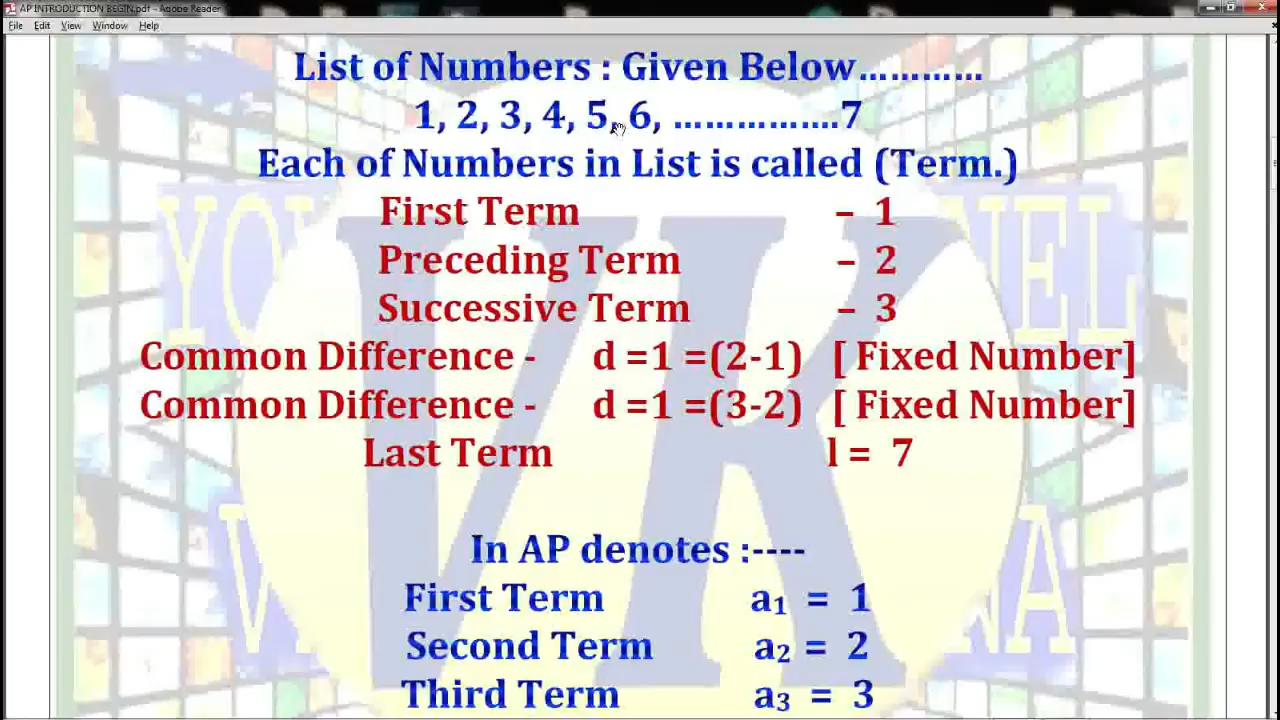 AP INTRODUCTION BEGIN.pdf - Adobe Reader
File Edit View Window Help
List of Numbers : Given Below............
1, 2, 3, 4, 5, 6, ................7
Each of Numbers in List is called (Term.)
First Term – 1
Preceding Term – 2
Successive Term – 3
Common Difference - d =1 =(2-1) [ Fixed Number]
Common Difference - d =1 =(3-2) [ Fixed Number]
Last Term l = 7
In AP denotes :----
First Term a1 = 1
Second Term a2 = 2
Third Term a3 = 3
VK